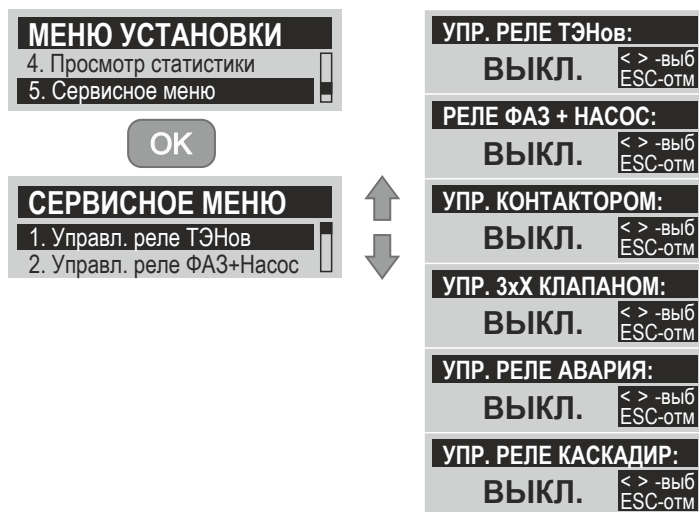 МЕНЮ УСТАНОВКИ
4. Просмотр статистики
5. Сервисное меню
OK
СЕРВИСНОЕ МЕНЮ
1. Управл. реле ТЭНов
2. Управл. реле ФАЗ+Насос
УПР. РЕЛЕ ТЭНов:
ВЫКЛ.
< > -выб
ESC-отм
РЕЛЕ ФАЗ + НАСОС:
ВЫКЛ.
< > -выб
ESC-отм
УПР. КОНТАКТОРОМ:
ВЫКЛ.
< > -выб
ESC-отм
УПР. 3хХ КЛАПАНОМ:
ВЫКЛ.
< > -выб
ESC-отм
УПР. РЕЛЕ АВАРИЯ:
ВЫКЛ.
< > -выб
ESC-отм
УПР. РЕЛЕ КАСКАДИР:
ВЫКЛ.
< > -выб
ESC-отм